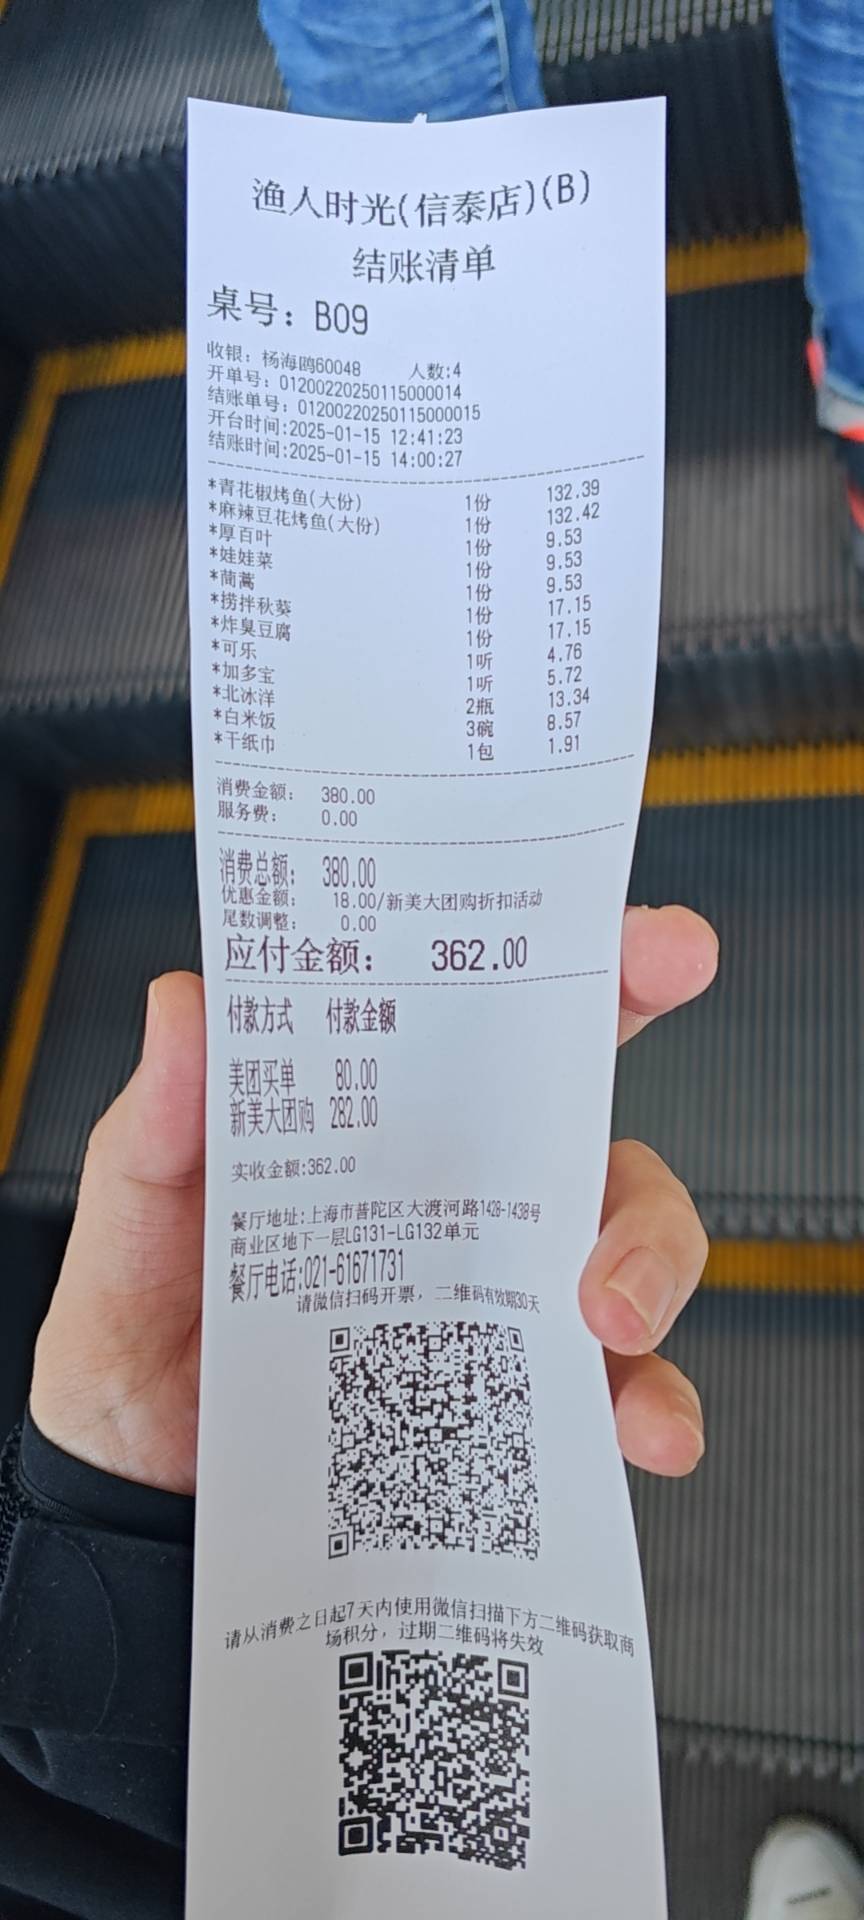 渔人时光(信泰店)(B)
结账清单
桌号：B09
收银：杨海鸥60048 人数:4
开单号：01200220250115000014
结账单号：01200220250115000015
开台时间:2025-01-15 12:41:23
结账时间:2025-01-15 14:00:27
*青花椒烤鱼(大份) 1份 132.39
*麻辣豆花烤鱼(大份) 1份 132.42
*厚百叶 1份 9.53
*娃娃菜 1份 9.53
*茼蒿 1份 9.53
*捞拌秋葵 1份 17.15
*炸臭豆腐 1份 17.15
*可乐 1听 4.76
*加多宝 1听 5.72
*北冰洋 2瓶 13.34
*白米饭 3碗 8.57
*干纸巾 1包 1.91
消费金额： 380.00
服务费： 0.00
消费总额： 380.00
优惠金额： 18.00/新美大团购折扣活动
尾数调整： 0.00
应付金额： 362.00
付款方式 付款金额
美团买单 80.00
新美大团购 282.00
实收金额:362.00
餐厅地址:上海市普陀区大渡河路1428-1438号
商业区地下一层LG131-LG132单元
餐厅电话:021-61671731
请微信扫码开票，二维码有效期30天
请从消费之日起7天内使用微信扫描下方二维码获取商
场积分，过期二维码将失效